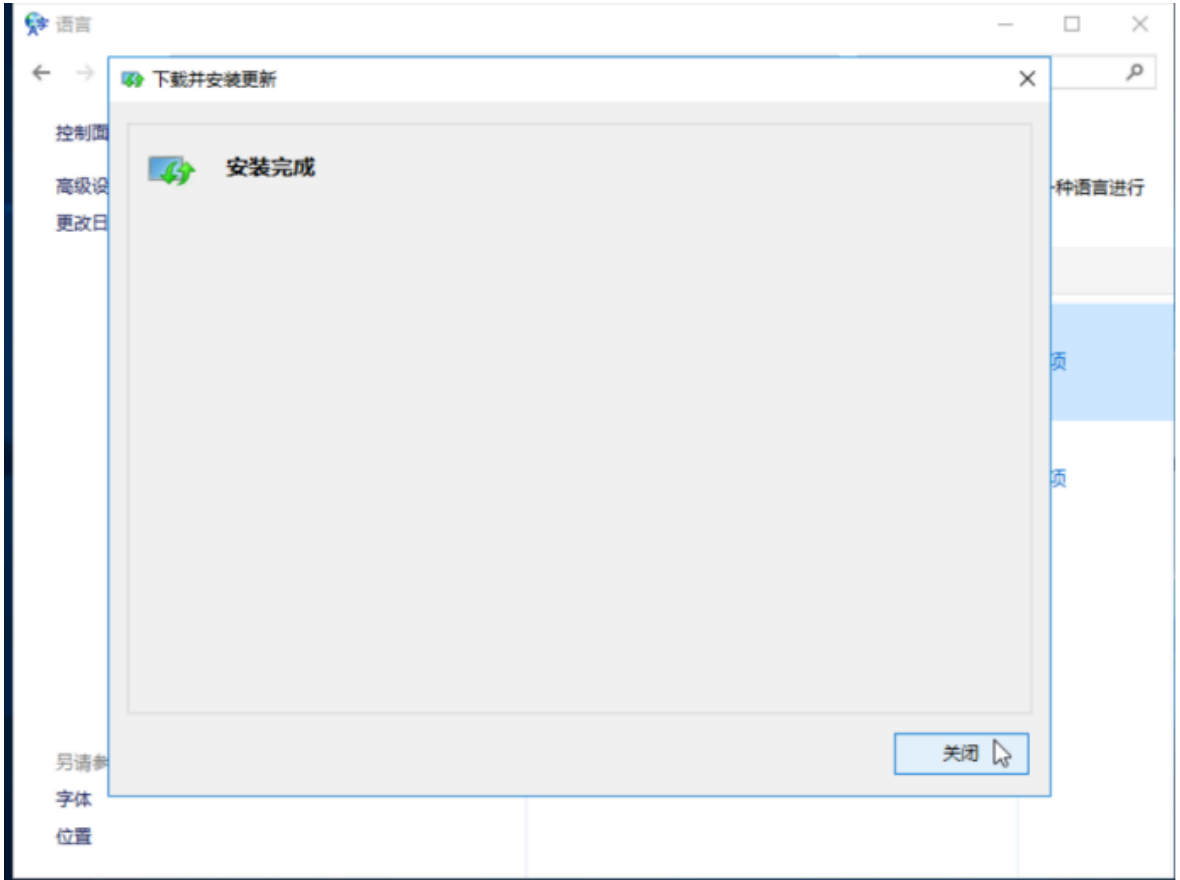 语言
下载并安装更新
控制面
安装完成
高级设
种语言进行
更改日
项
项
关闭
另请参
字体
位置